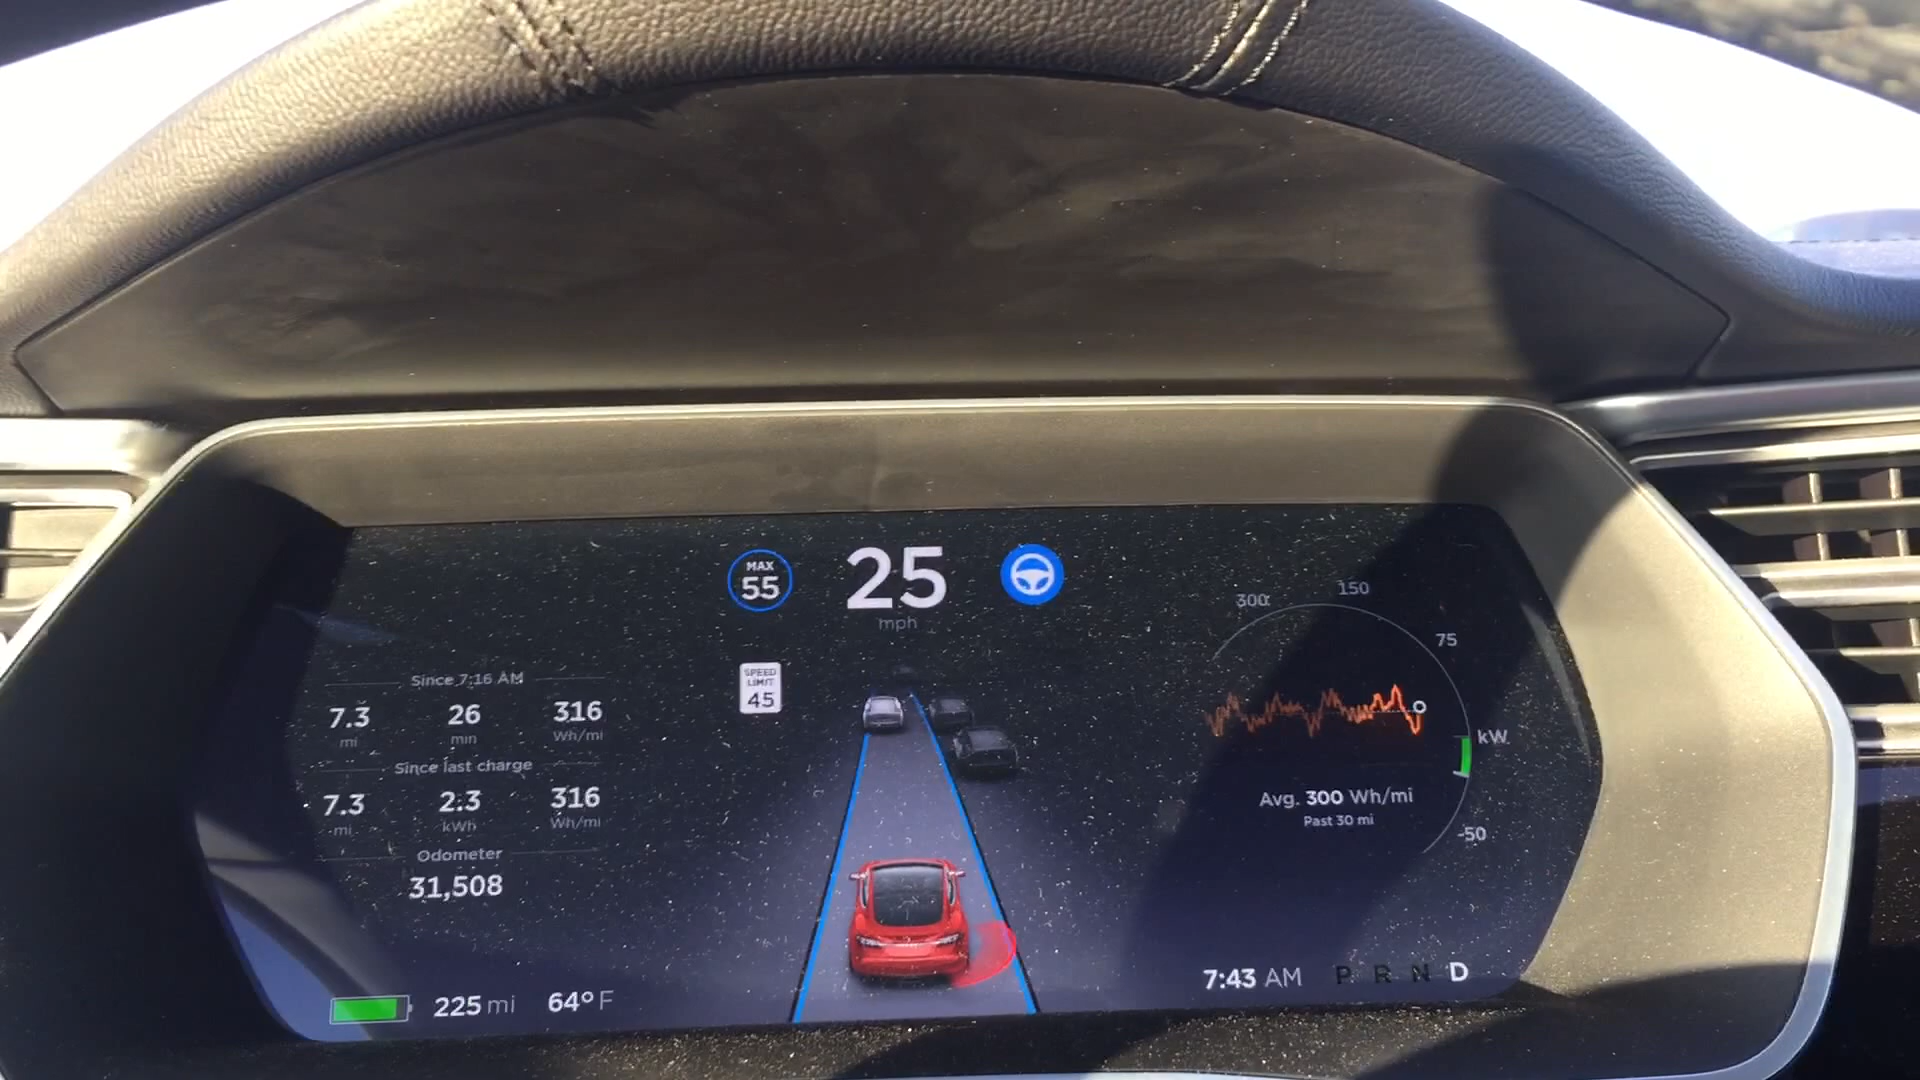 MAX
55
25
mph
SPEED
LIMIT
45
Since 7:16 AM
7.3 26 316
mi min Wh/mi
Since last charge
7.3 2.3 316
mi kWh Wh/mi
Odometer
31,508
225 mi 64°F
300 150
75
kW
-50
Avg. 300 Wh/mi
Past 30 mi
7:43 AM P R N D